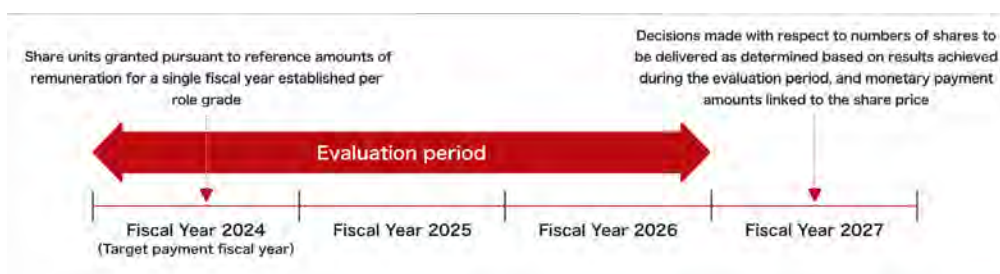 Share units granted pursuant to reference amounts of
remuneration for a single fiscal year established per
role grade
Decisions made with respect to numbers of shares to
be delivered as determined based on results achieved
during the evaluation period, and monetary payment
amounts linked to the share price
Evaluation period
Fiscal Year 2024
(Target payment fiscal year)
Fiscal Year 2025
Fiscal Year 2026
Fiscal Year 2027